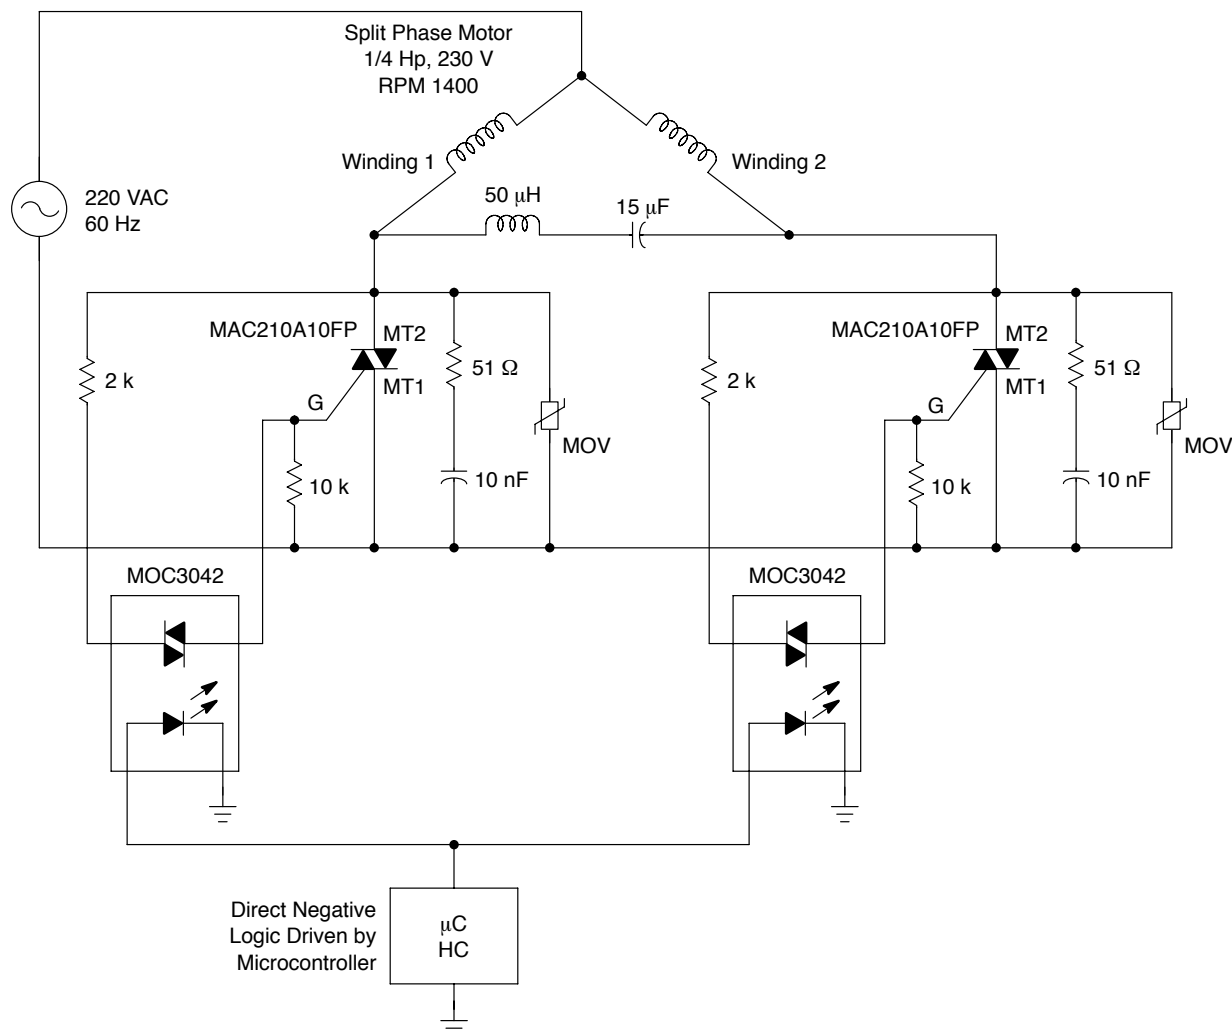 Split Phase Motor
1/4 Hp, 230 V
RPM 1400
Winding 1
Winding 2
220 VAC
60 Hz
50 μH
15 μF
MAC210A10FP
MT2
MT1
G
2 k
51 Ω
10 k
10 nF
MOV
MAC210A10FP
MT2
MT1
G
2 k
51 Ω
10 k
10 nF
MOV
MOC3042
MOC3042
Direct Negative
Logic Driven by
Microcontroller
μC
HC